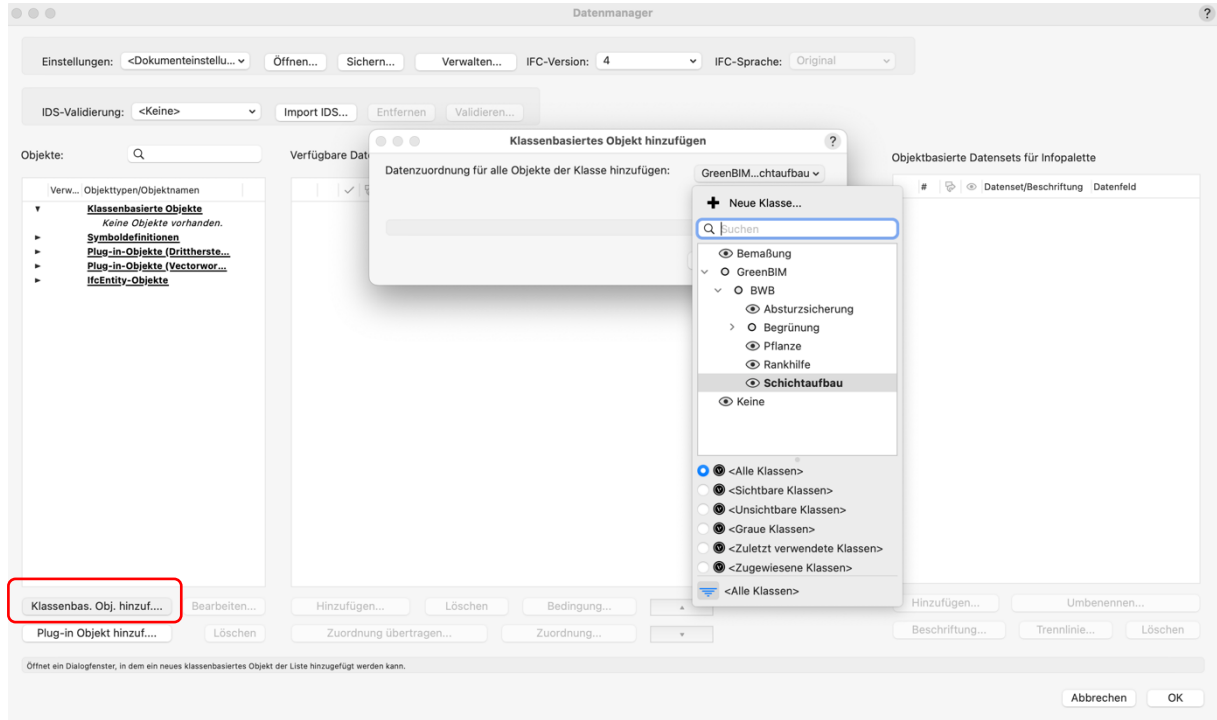 Datenmanager
?
Einstellungen: <Dokumenteinstellu... Öffnen... Sichern... Verwalten... IFC-Version: 4 IFC-Sprache: Original
IDS-Validierung: <Keine> Import IDS... Entfernen Validieren...
Klassenbasiertes Objekt hinzufügen ?
Objekte:
Verfügbare Dat
Datenzuordnung für alle Objekte der Klasse hinzufügen: GreenBIM...chtaufbau
Objektbasierte Datensets für Infopalette
Verw... Objekttypen/Objektnamen
# Datenset/Beschriftung Datenfeld
Klassenbasierte Objekte
Keine Objekte vorhanden.
Symboldefinitionen
Plug-in-Objekte (Drittherste...
Plug-in-Objekte (Vectorwor...
IfcEntity-Objekte
Neue Klasse...
Suchen
Bemaßung
GreenBIM
BWB
Absturzsicherung
Begrünung
Pflanze
Rankhilfe
Schichtaufbau
Keine
<Alle Klassen>
<Sichtbare Klassen>
<Unsichtbare Klassen>
<Graue Klassen>
<Zuletzt verwendete Klassen>
<Zugewiesene Klassen>
<Alle Klassen>
Klassenbas. Obj. hinzuf.... Bearbeiten... Hinzufügen... Löschen Bedingung... Hinzufügen... Umbenennen...
Plug-in Objekt hinzuf.... Löschen Zuordnung übertragen... Zuordnung... Beschriftung... Trennlinie... Löschen
Öffnet ein Dialogfenster, in dem ein neues klassenbasiertes Objekt der Liste hinzugefügt werden kann.
Abbrechen OK